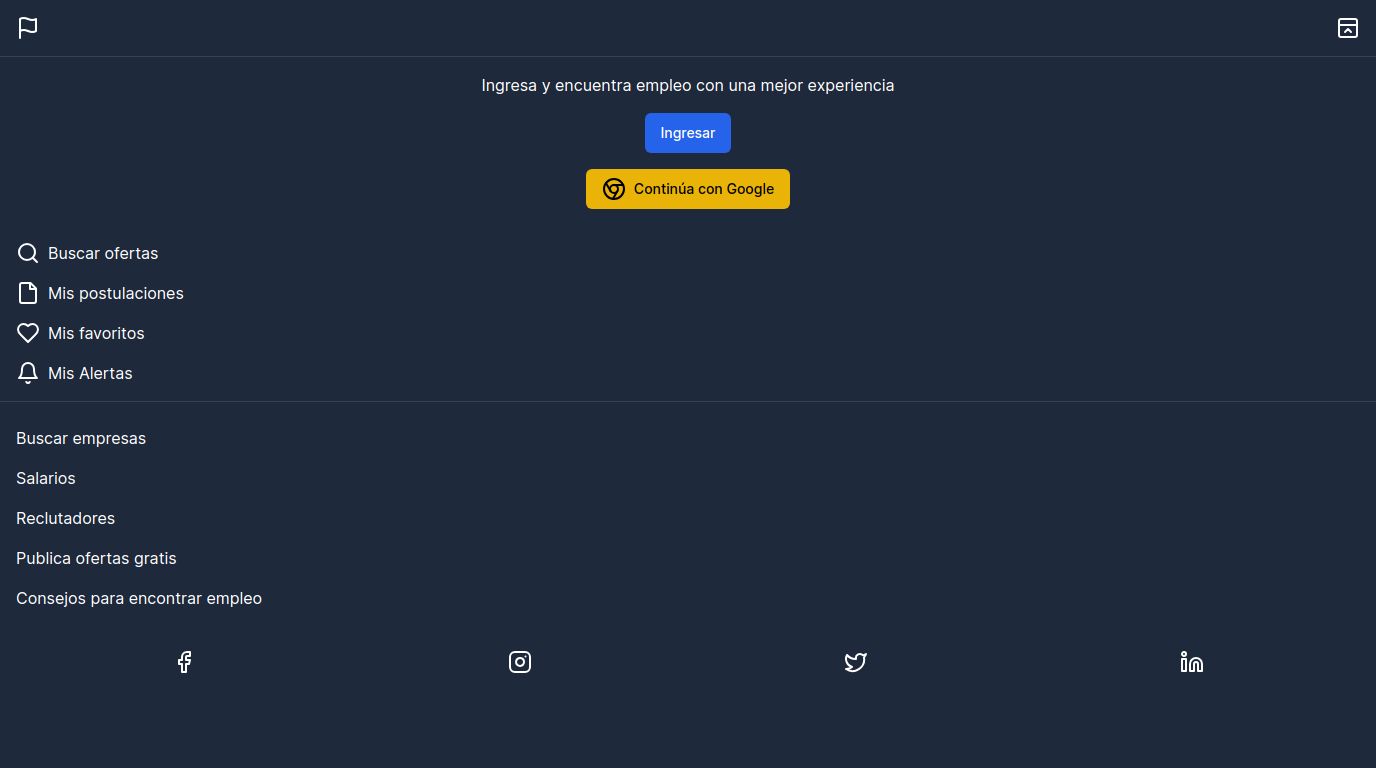 Ingresa y encuentra empleo con una mejor experiencia
Ingresar
Continúa con Google
Buscar ofertas
Mis postulaciones
Mis favoritos
Mis Alertas
Buscar empresas
Salarios
Reclutadores
Publica ofertas gratis
Consejos para encontrar empleo